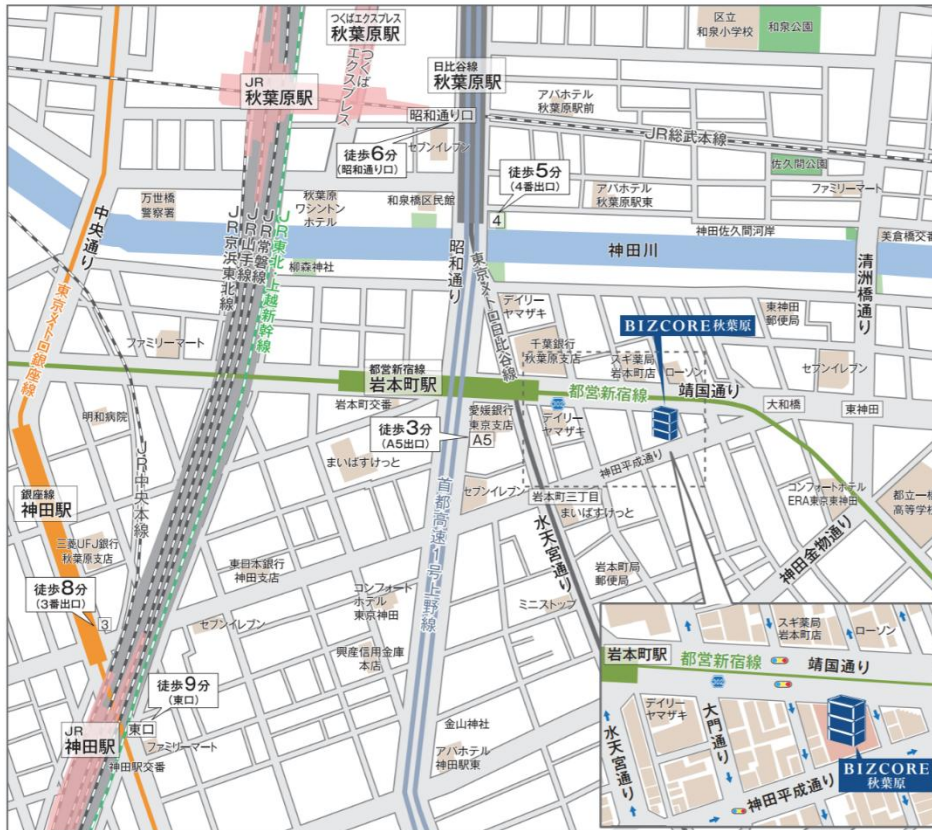 つくばエクスプレス
秋葉原駅
区立
和泉小学校
和泉公園
JR
秋葉原駅
つくば
エクスプレス
日比谷線
秋葉原駅
アパホテル
秋葉原駅前
昭和通り口
セブンイレブン
徒歩6分
(昭和通り口)
JR総武本線
徒歩5分
(4番出口)
佐久間公園
ファミリーマート
万世橋
警察署
秋葉原
ワシントン
ホテル
和泉橋区民館
アパホテル
秋葉原駅東
4
神田佐久間河岸
美倉橋交番
中央通り
JR京浜東北線
JR山手線
JR常磐線
JR東北・上越新幹線
昭和通り
神田川
清洲橋通り
柳森神社
東京メトロ日比谷線
東京メトロ銀座線
デイリー
ヤマザキ
BIZCORE秋葉原
東神田
郵便局
ファミリーマート
千葉銀行
秋葉原支店
スギ薬局
岩本町店
ローソン
セブンイレブン
都営新宿線
岩本町駅
都営新宿線
靖国通り
岩本町交番
愛媛銀行
東京支店
デイリー
ヤマザキ
大和橋
東神田
明和病院
徒歩3分
(A5出口)
A5
まいばすけっと
神田平成通り
JR中央本線
銀座線
神田駅
セブンイレブン
岩本町三丁目
まいばすけっと
コンフォートホテル
ERA東京東神田
都立一橋
高等学校
三菱UFJ銀行
秋葉原支店
首都高速1号上野線
水天宮通り
神田金物通り
東日本銀行
神田支店
岩本町局
郵便局
徒歩8分
(3番出口)
3
コンフォート
ホテル
東京神田
ミニストップ
セブンイレブン
興産信用金庫
本店
徒歩9分
(東口)
JR
神田駅
東口
ファミリーマート
神田駅交番
金山神社
アパホテル
神田駅東
スギ薬局
岩本町店
ローソン
岩本町駅
都営新宿線
靖国通り
デイリー
ヤマザキ
大門通り
水天宮通り
BIZCORE
秋葉原
神田平成通り